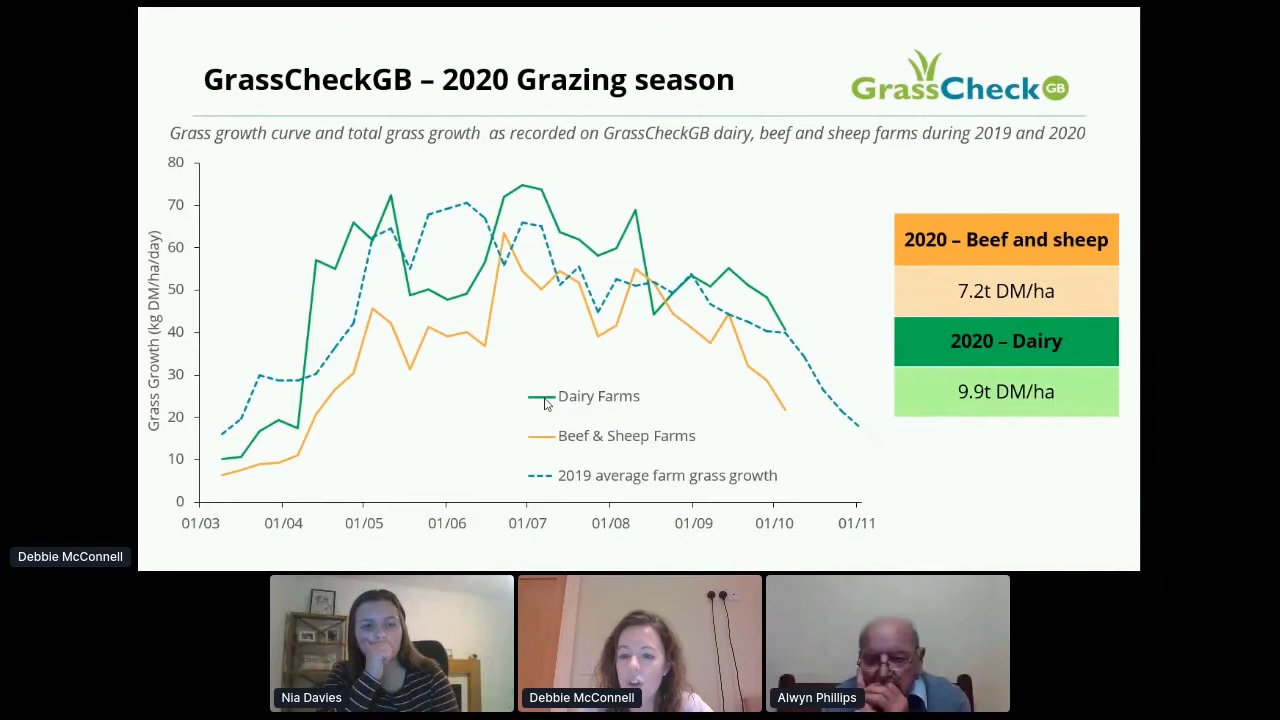 GrassCheckGB – 2020 Grazing season
GrassCheck GB
Grass growth curve and total grass growth as recorded on GrassCheckGB dairy, beef and sheep farms during 2019 and 2020
Grass Growth (kg DM/ha/day)
80
70
60
50
40
30
20
10
0
01/03
01/04
01/05
01/06
01/07
01/08
01/09
01/10
01/11
Dairy Farms
Beef & Sheep Farms
2019 average farm grass growth
2020 – Beef and sheep
7.2t DM/ha
2020 – Dairy
9.9t DM/ha
Debbie McConnell
Nia Davies
Debbie McConnell
Alwyn Phillips